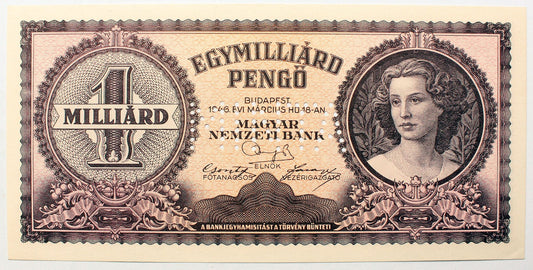 EGYMILLIÁRD
PENGŐ
1
MILLIÁRD
BUDAPEST,
1946. ÉVI MÁRCIUS HÓ 18-ÁN
MAGYAR
NEMZETI BANK
ELNÖK
FŐTANÁCSOS
VEZÉRIGAZGATÓ
A BANKJEGYHAMISÍTÁST A TÖRVÉNY BÜNTETI